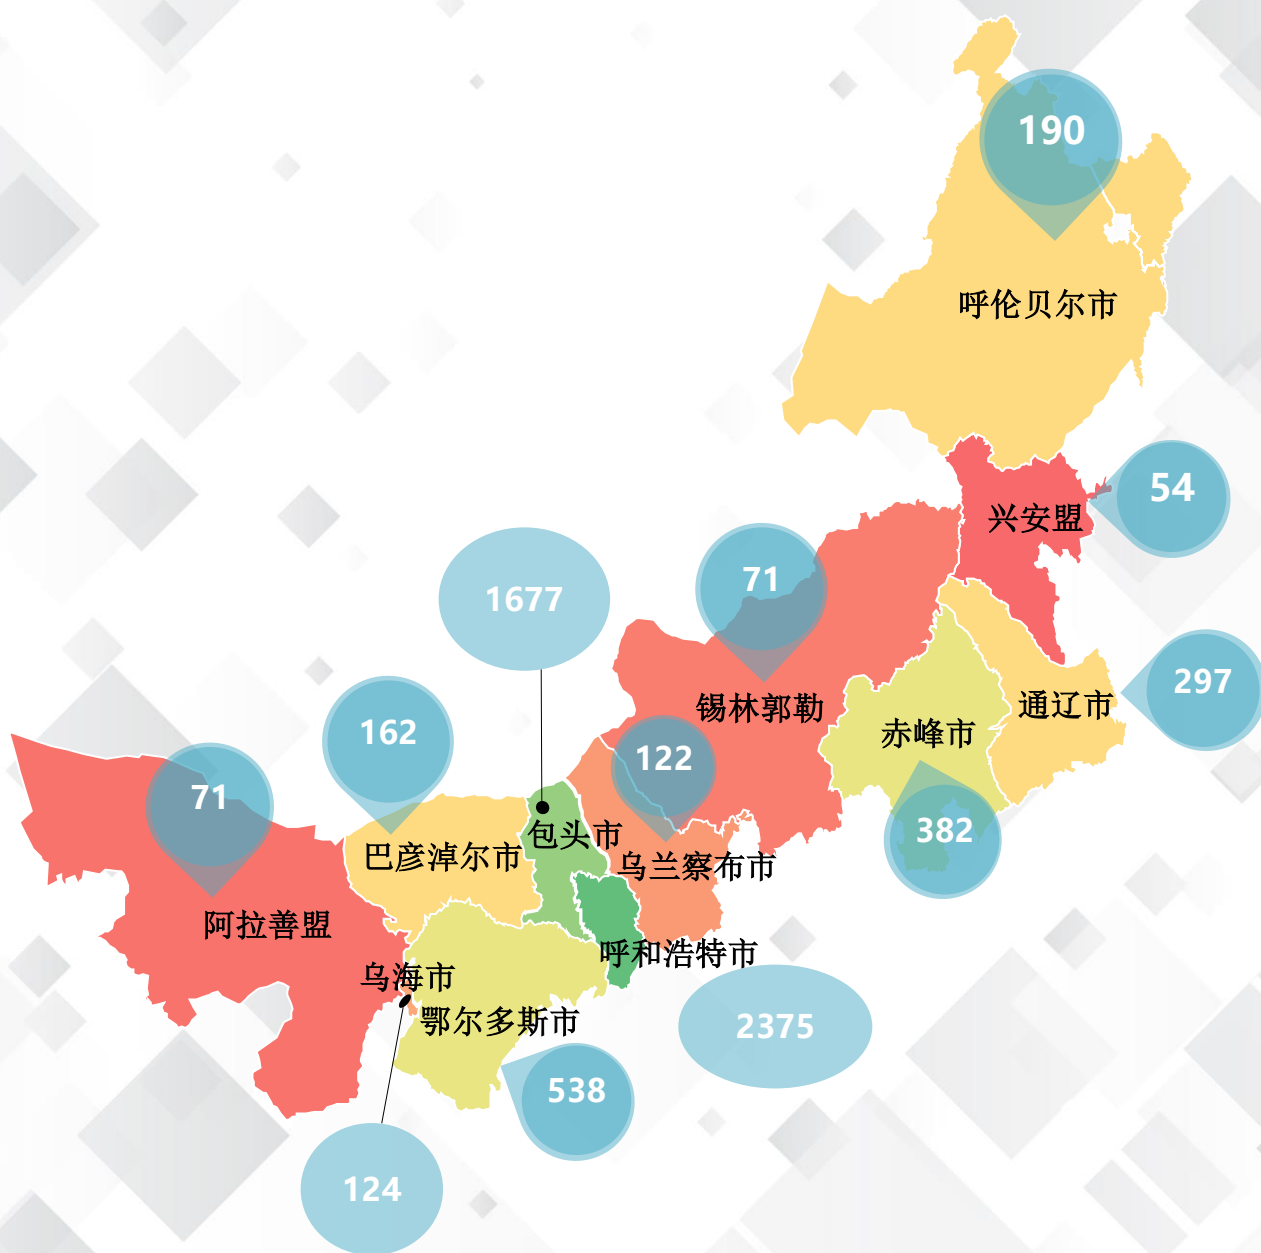 190
呼伦贝尔市
54
兴安盟
71
1677
锡林郭勒
297
通辽市
162
赤峰市
122
71
382
包头市
巴彦淖尔市
乌兰察布市
阿拉善盟
呼和浩特市
乌海市
鄂尔多斯市
2375
538
124